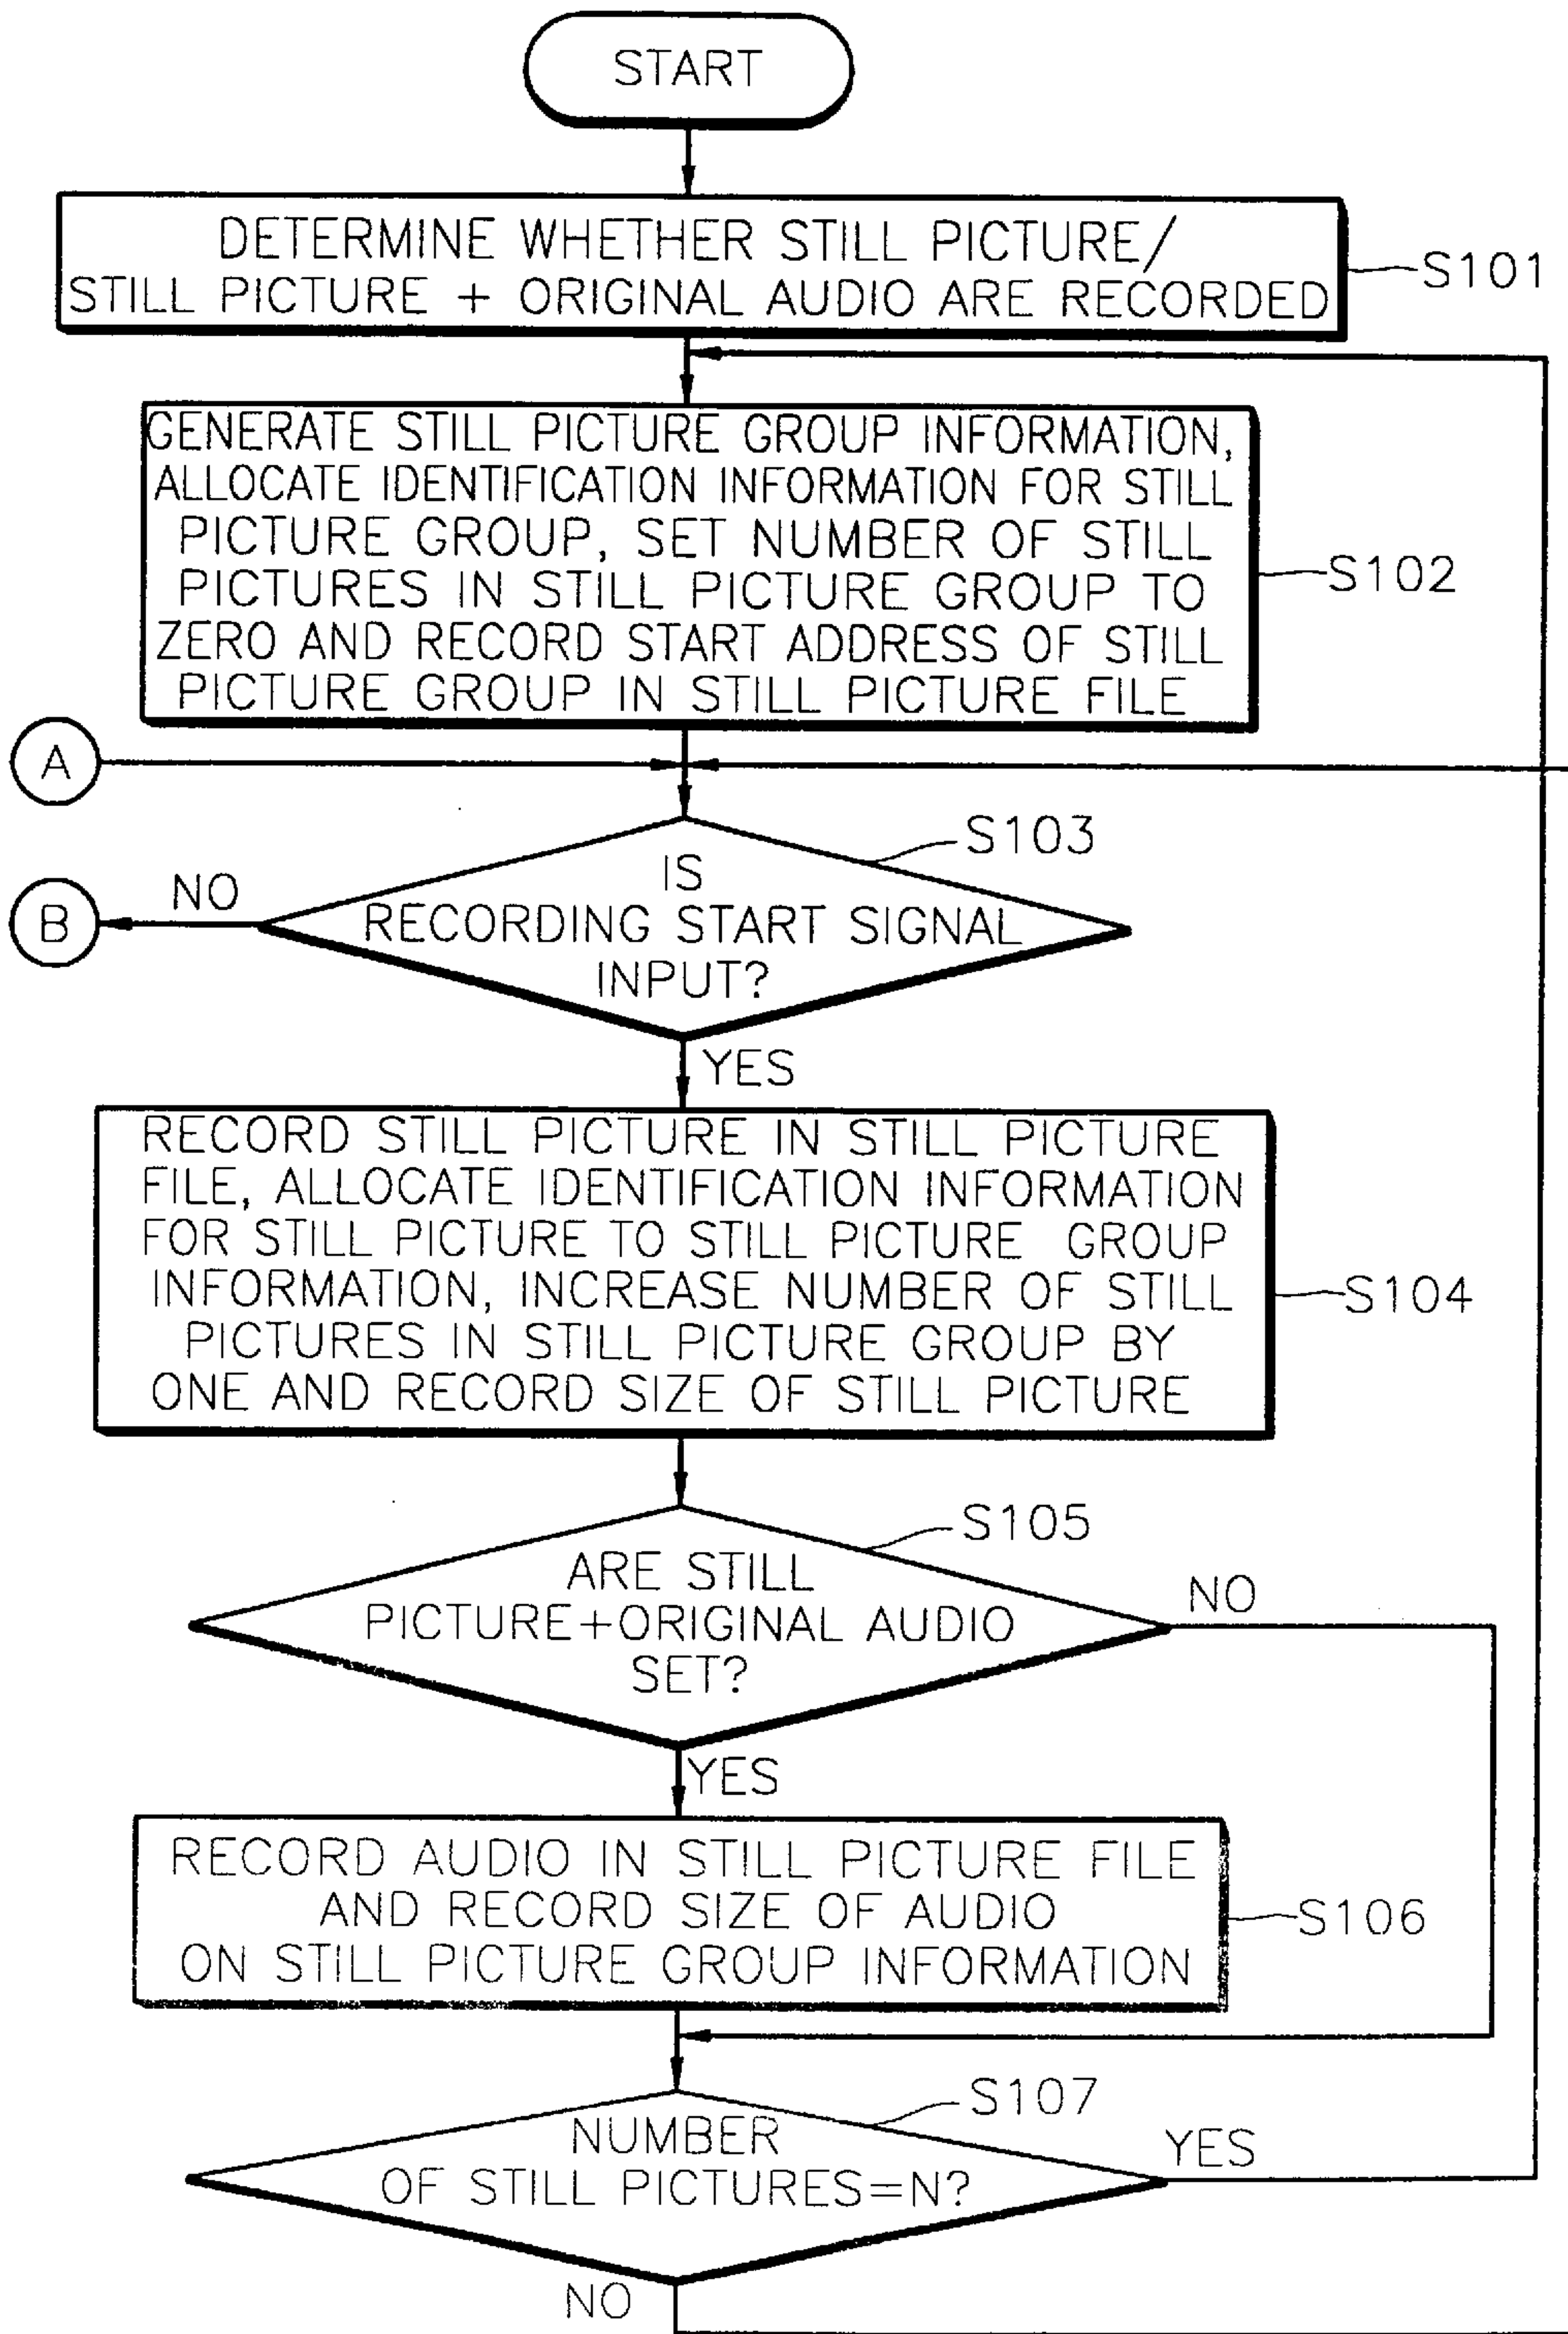 START
DETERMINE WHETHER STILL PICTURE/
STILL PICTURE + ORIGINAL AUDIO ARE RECORDED
S101
GENERATE STILL PICTURE GROUP INFORMATION,
ALLOCATE IDENTIFICATION INFORMATION FOR STILL
PICTURE GROUP, SET NUMBER OF STILL
PICTURES IN STILL PICTURE GROUP TO
ZERO AND RECORD START ADDRESS OF STILL
PICTURE GROUP IN STILL PICTURE FILE
S102
A
S103
IS
RECORDING START SIGNAL
INPUT?
NO
B
YES
RECORD STILL PICTURE IN STILL PICTURE
FILE, ALLOCATE IDENTIFICATION INFORMATION
FOR STILL PICTURE TO STILL PICTURE GROUP
INFORMATION, INCREASE NUMBER OF STILL
PICTURES IN STILL PICTURE GROUP BY
ONE AND RECORD SIZE OF STILL PICTURE
S104
S105
ARE STILL
PICTURE+ORIGINAL AUDIO
SET?
NO
YES
RECORD AUDIO IN STILL PICTURE FILE
AND RECORD SIZE OF AUDIO
ON STILL PICTURE GROUP INFORMATION
S106
S107
NUMBER
OF STILL PICTURES=N?
YES
NO